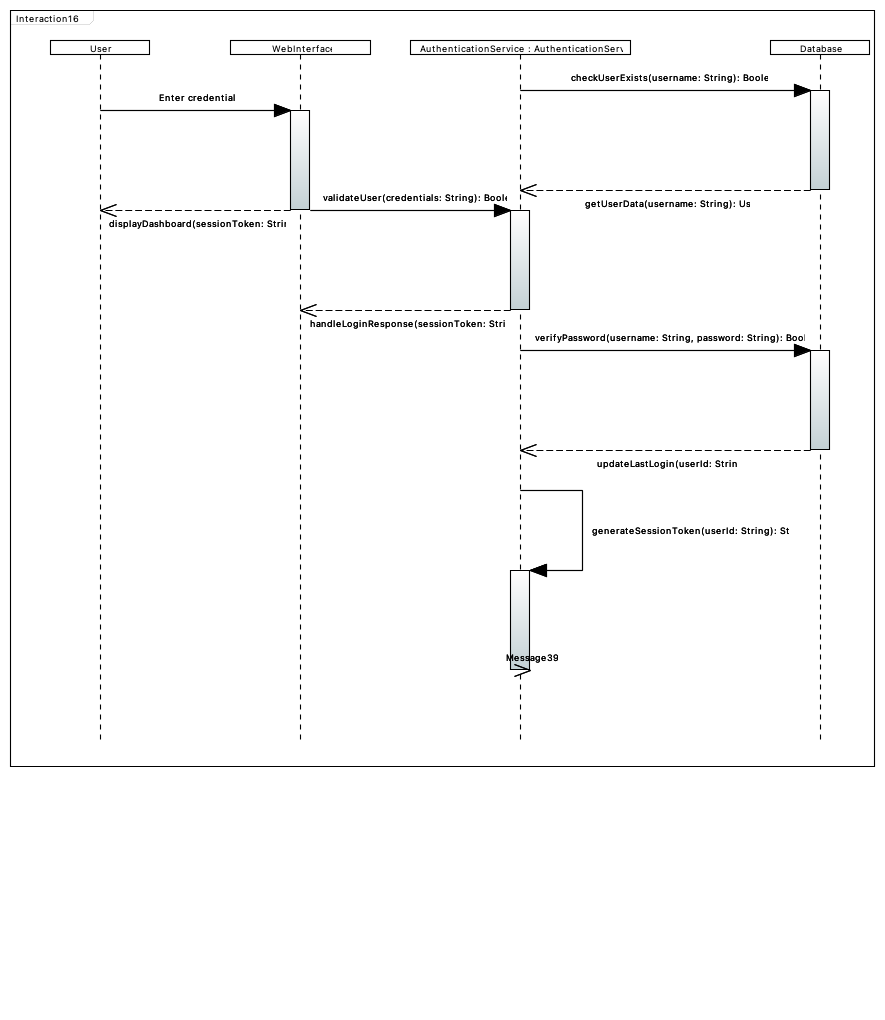 Interaction16
User
WebInterface
AuthenticationService : AuthenticationServ
Database
checkUserExists(username: String): Boole
Enter credential
getUserData(username: String): Us
validateUser(credentials: String): Boole
displayDashboard(sessionToken: Strin
handleLoginResponse(sessionToken: Stri
verifyPassword(username: String, password: String): Bool
updateLastLogin(userId: Strin
generateSessionToken(userId: String): St
Message39